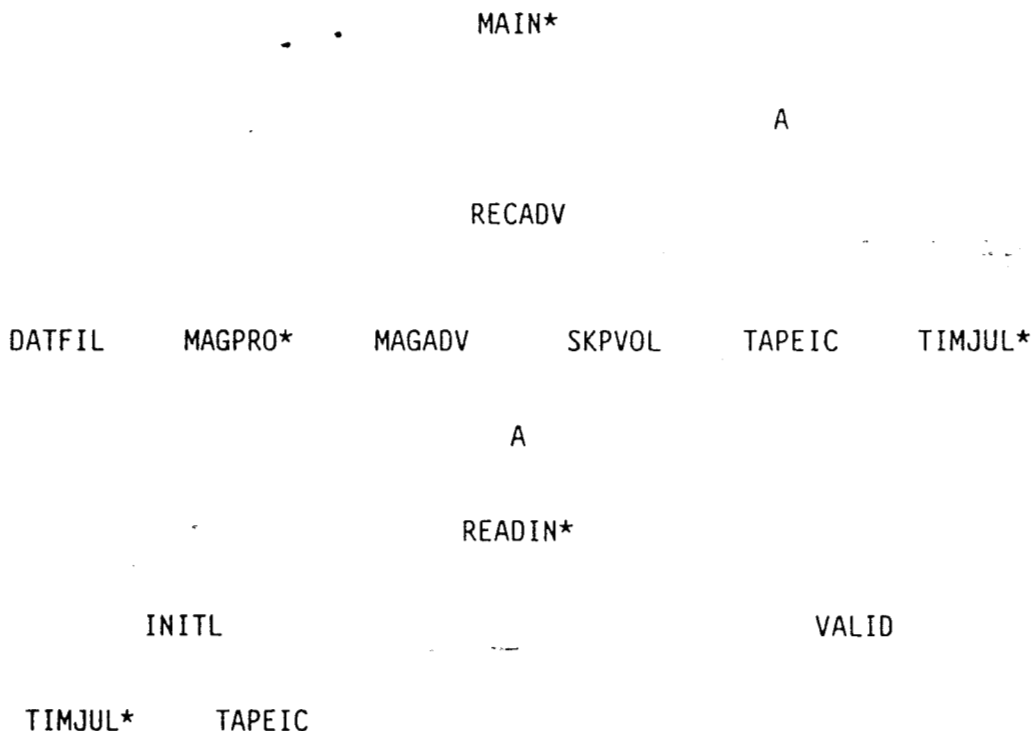 MAIN*
A
RECADV
DATFIL MAGPRO* MAGADV SKPVOL TAPEIC TIMJUL*
A
READIN*
INITL VALID
TIMJUL* TAPEIC